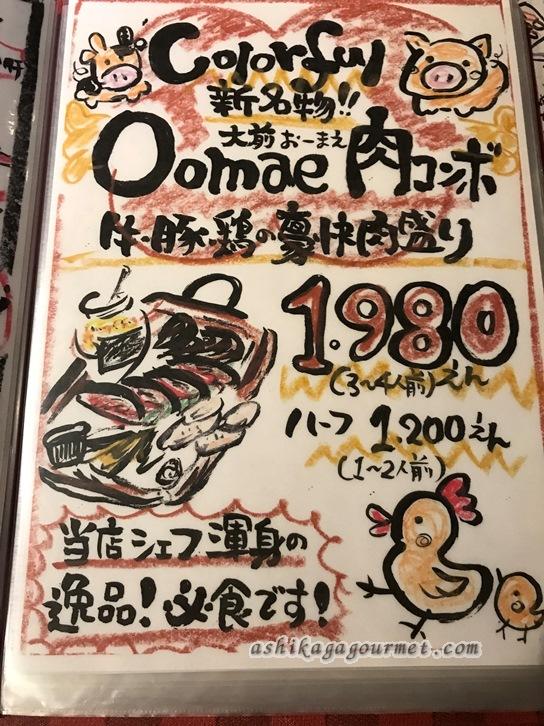 Colorful
新名物!!
大前 おーまえ
Oomae 肉コンボ
牛・豚・鶏の豪快肉盛り
1.980
(3〜4人前)えん
ハーフ 1.200えん
(1〜2人前)
当店シェフ渾身の
逸品!必食です!
ashikagagourmet.com